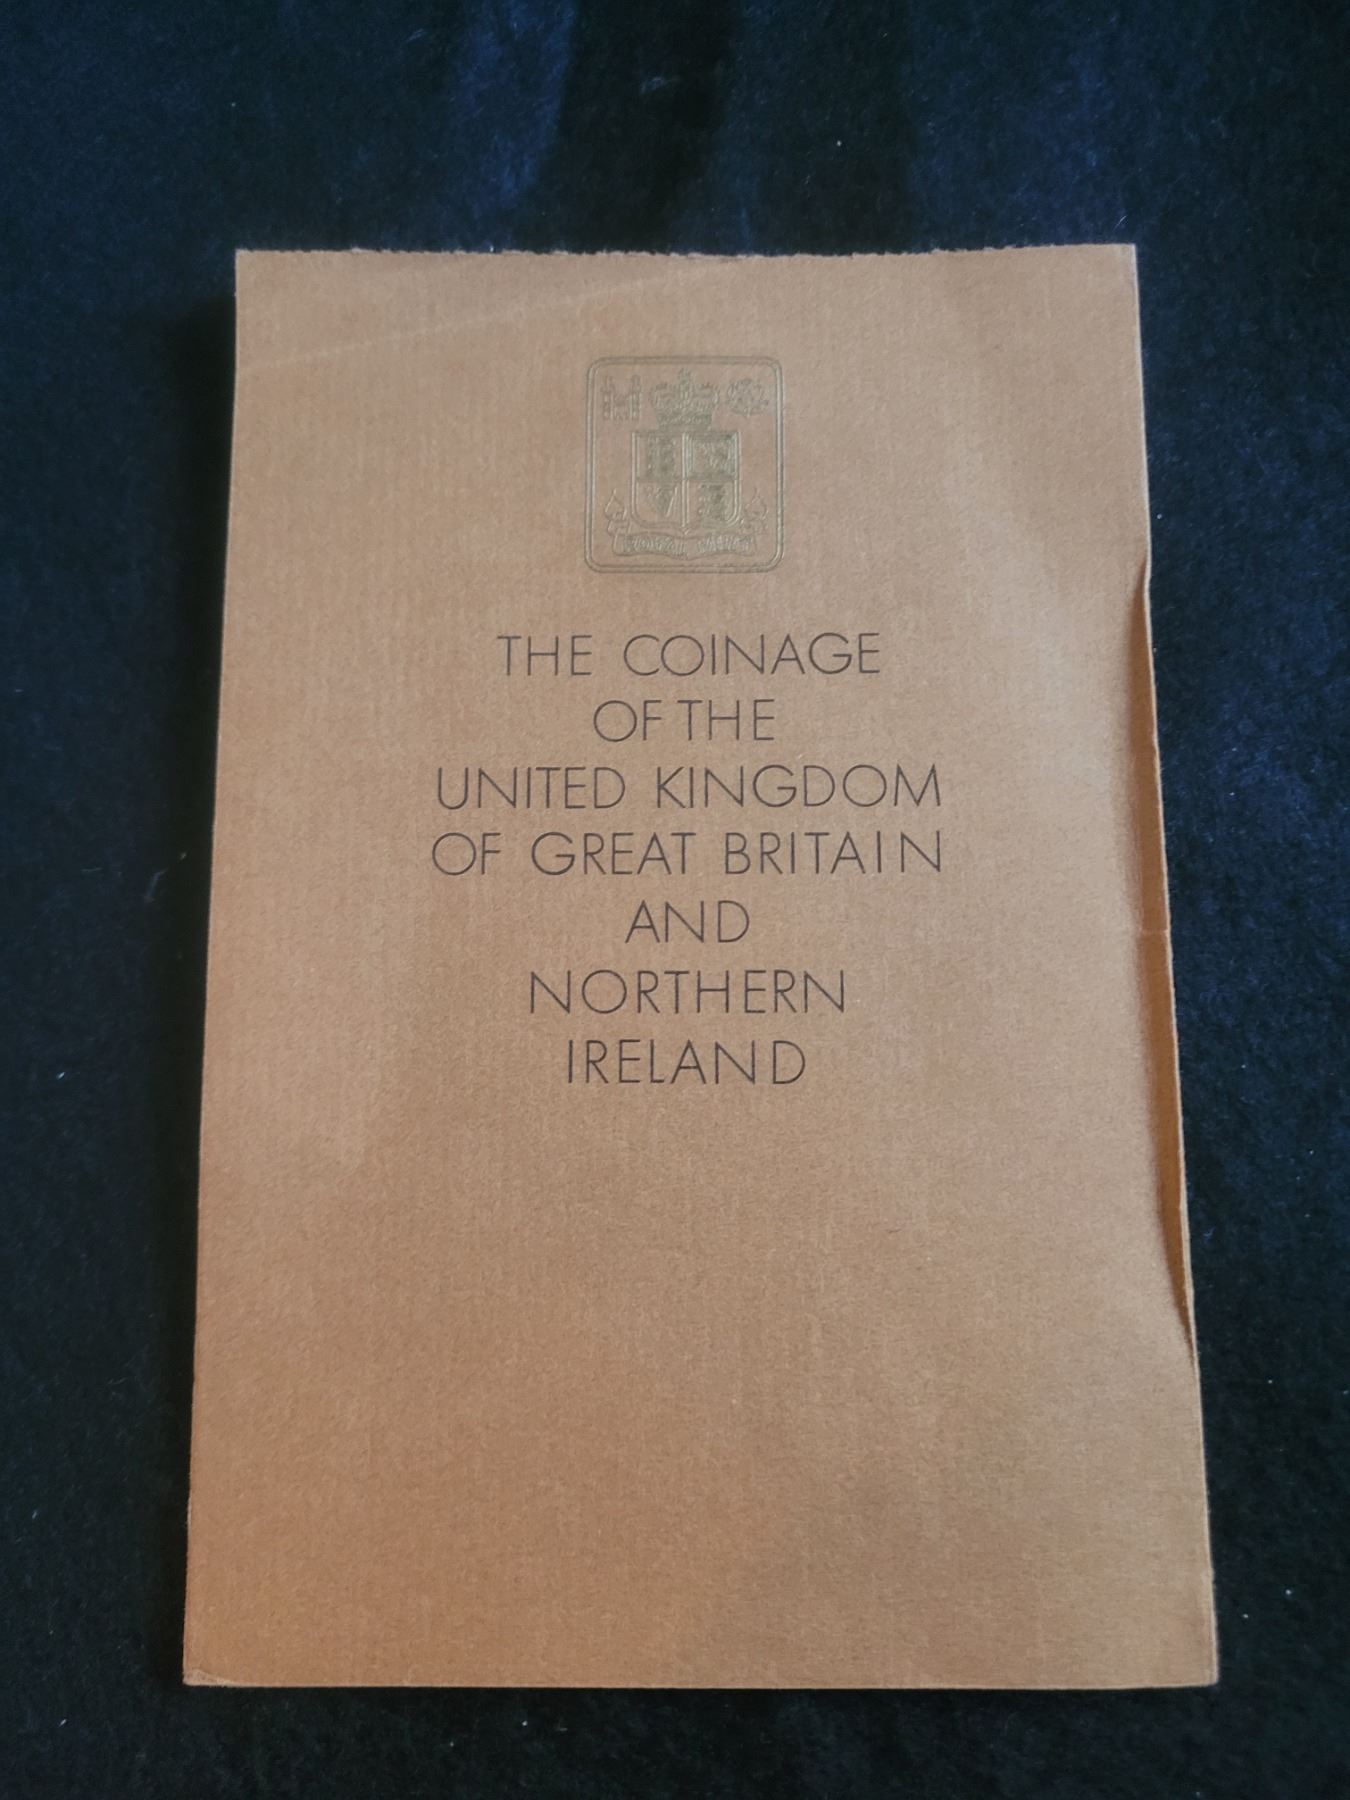 THE COINAGE
OF THE
UNITED KINGDOM
OF GREAT BRITAIN
AND
NORTHERN
IRELAND